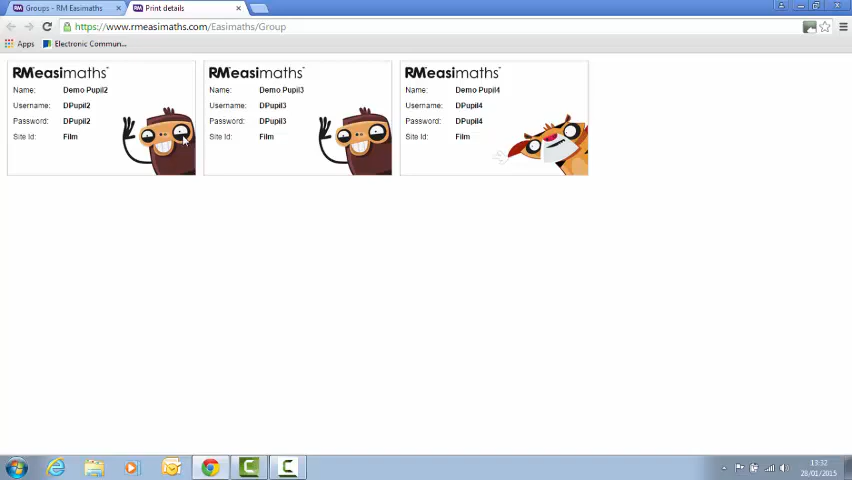 Groups - RM Easimaths
Print details
https://www.rmeasimaths.com/Easimaths/Group
Apps
Electronic Commun...
RMeasimaths
Name: Demo Pupil2
Username: DPupil2
Password: DPupil2
Site Id: Film
RMeasimaths
Name: Demo Pupil3
Username: DPupil3
Password: DPupil3
Site Id: Film
RMeasimaths
Name: Demo Pupil4
Username: DPupil4
Password: DPupil4
Site Id: Film
13:32
28/01/2015